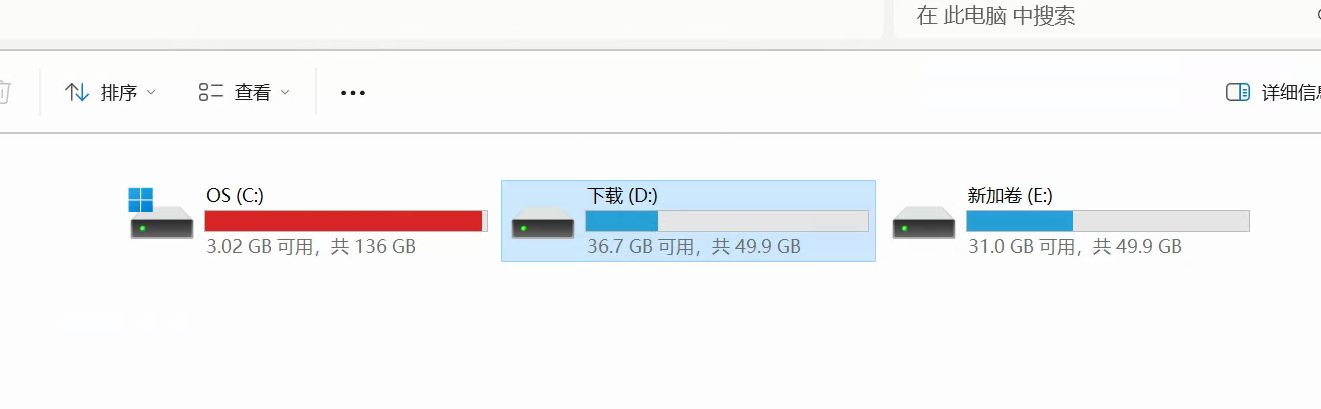 在 此电脑 中搜索
排序 查看 ••• 详细信息
OS (C:) 下载 (D:) 新加卷 (E:)
3.02 GB 可用，共 136 GB 36.7 GB 可用，共 49.9 GB 31.0 GB 可用，共 49.9 GB